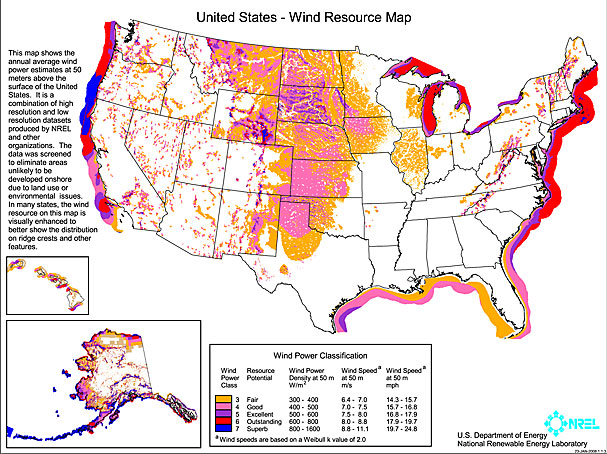 United States - Wind Resource Map
This map shows the
annual average wind
power estimates at 50
meters above the
surface of the United
States. It is a
combination of high
resolution and low
resolution datasets
produced by NREL
and other
organizations. The
data was screened
to eliminate areas
unlikely to be
developed onshore
due to land use or
environmental issues.
In many states, the wind
resource on this map is
visually enhanced to
better show the distribution
on ridge crests and other
features.
Wind Power Classification
Wind Resource Wind Power Wind Speed a Wind Speed a
Power Potential Density at 50 m at 50 m at 50 m
Class W/m² m/s mph
3 Fair 300 - 400 6.4 - 7.0 14.3 - 15.7
4 Good 400 - 500 7.0 - 7.5 15.7 - 16.8
5 Excellent 500 - 600 7.5 - 8.0 16.8 - 17.9
6 Outstanding 600 - 800 8.0 - 8.8 17.9 - 19.7
7 Superb 800 - 1600 8.8 - 11.1 19.7 - 24.8
a Wind speeds are based on a Weibull k value of 2.0
NREL
U.S. Department of Energy
National Renewable Energy Laboratory